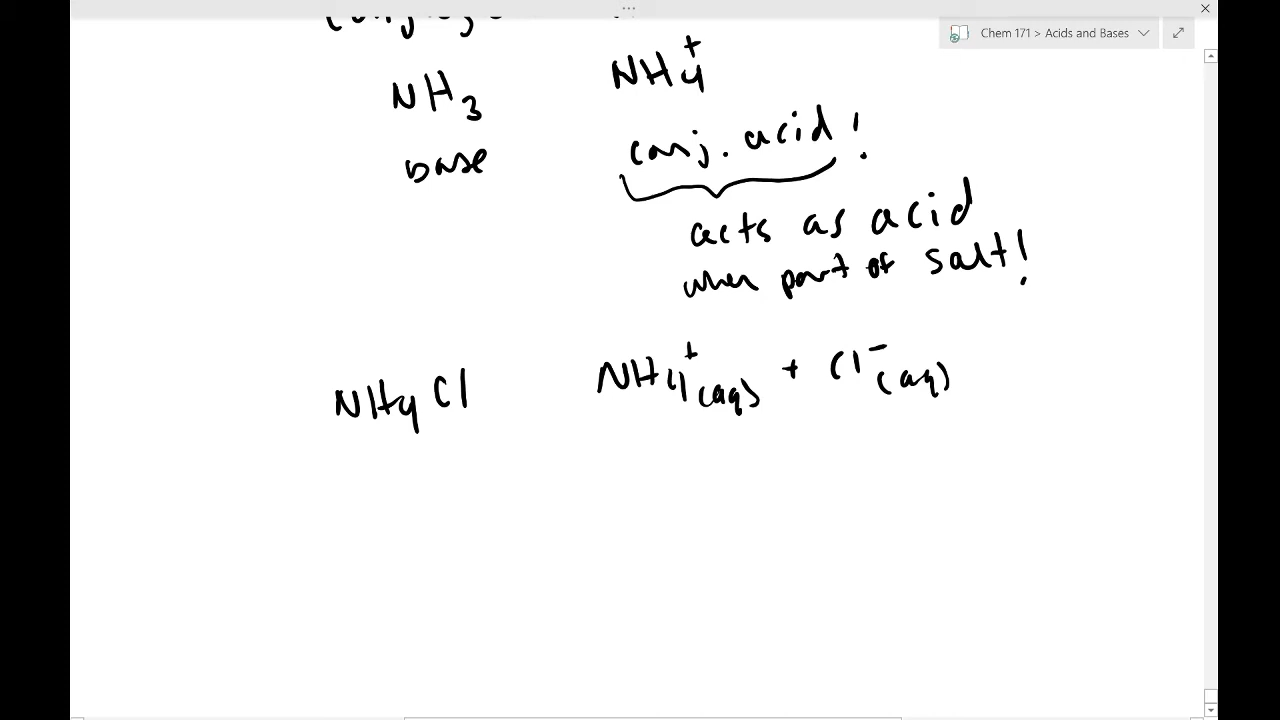 Chem 171 > Acids and Bases
NH3 NH4+
base conj. acid!
acts as acid
when part of salt!
NH4Cl NH4+(aq) + Cl-(aq)